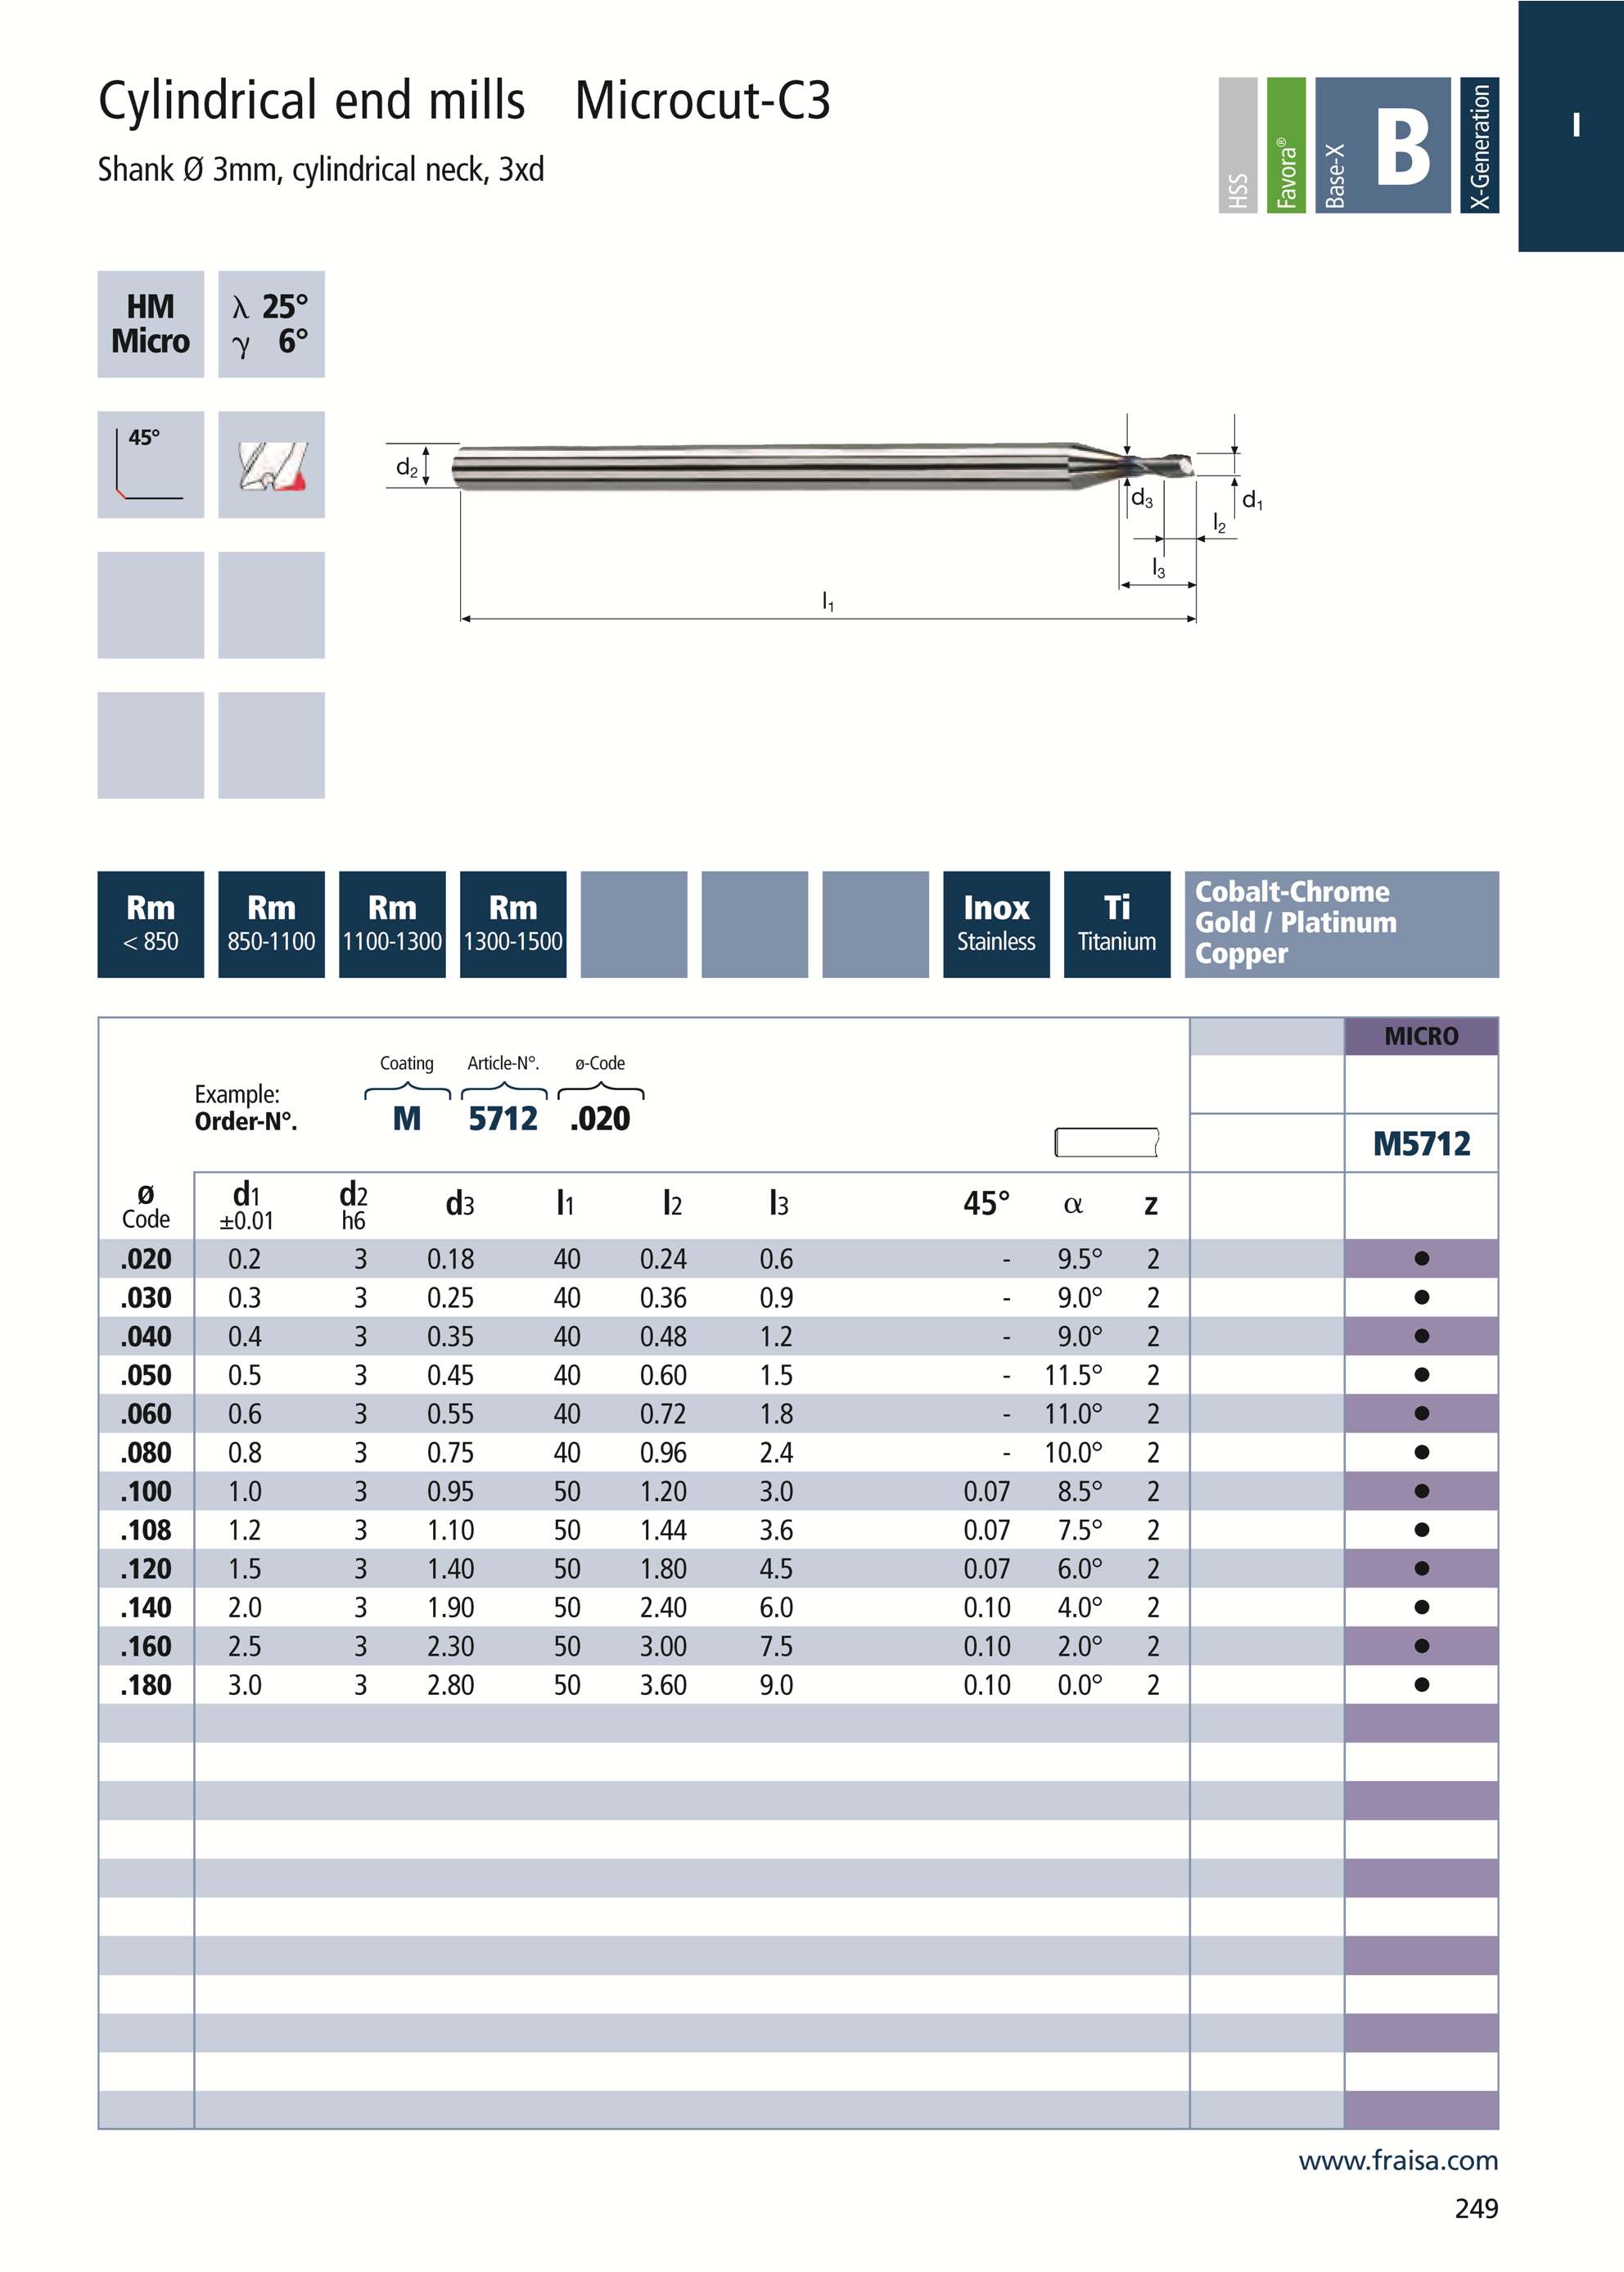 Cylindrical end mills Microcut-C3
Shank Ø 3mm, cylindrical neck, 3xd
HSS
Favora®
Base-X
B
X-Generation
I
HM
Micro
λ 25°
γ 6°
45°
d2
d3
d1
l2
l3
l1
Rm
< 850
Rm
850-1100
Rm
1100-1300
Rm
1300-1500
Inox
Stainless
Ti
Titanium
Cobalt-Chrome
Gold / Platinum
Copper
MICRO
Coating Article-N°. ø-Code
Example:
Order-N°. M 5712 .020
M5712
ø Code d1 ±0.01 d2 h6 d3 l1 l2 l3 45° α z
.020 0.2 3 0.18 40 0.24 0.6 - 9.5° 2 ●
.030 0.3 3 0.25 40 0.36 0.9 - 9.0° 2 ●
.040 0.4 3 0.35 40 0.48 1.2 - 9.0° 2 ●
.050 0.5 3 0.45 40 0.60 1.5 - 11.5° 2 ●
.060 0.6 3 0.55 40 0.72 1.8 - 11.0° 2 ●
.080 0.8 3 0.75 40 0.96 2.4 - 10.0° 2 ●
.100 1.0 3 0.95 50 1.20 3.0 0.07 8.5° 2 ●
.108 1.2 3 1.10 50 1.44 3.6 0.07 7.5° 2 ●
.120 1.5 3 1.40 50 1.80 4.5 0.07 6.0° 2 ●
.140 2.0 3 1.90 50 2.40 6.0 0.10 4.0° 2 ●
.160 2.5 3 2.30 50 3.00 7.5 0.10 2.0° 2 ●
.180 3.0 3 2.80 50 3.60 9.0 0.10 0.0° 2 ●
www.fraisa.com
249